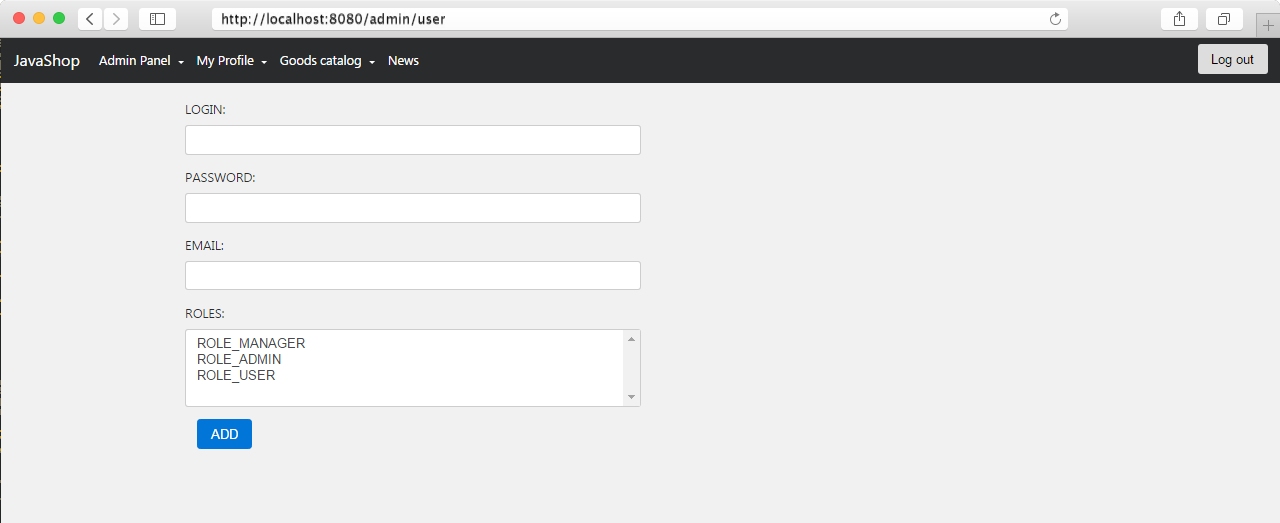 http://localhost:8080/admin/user
JavaShop Admin Panel My Profile Goods catalog News Log out
LOGIN:
PASSWORD:
EMAIL:
ROLES:
ROLE_MANAGER
ROLE_ADMIN
ROLE_USER
ADD